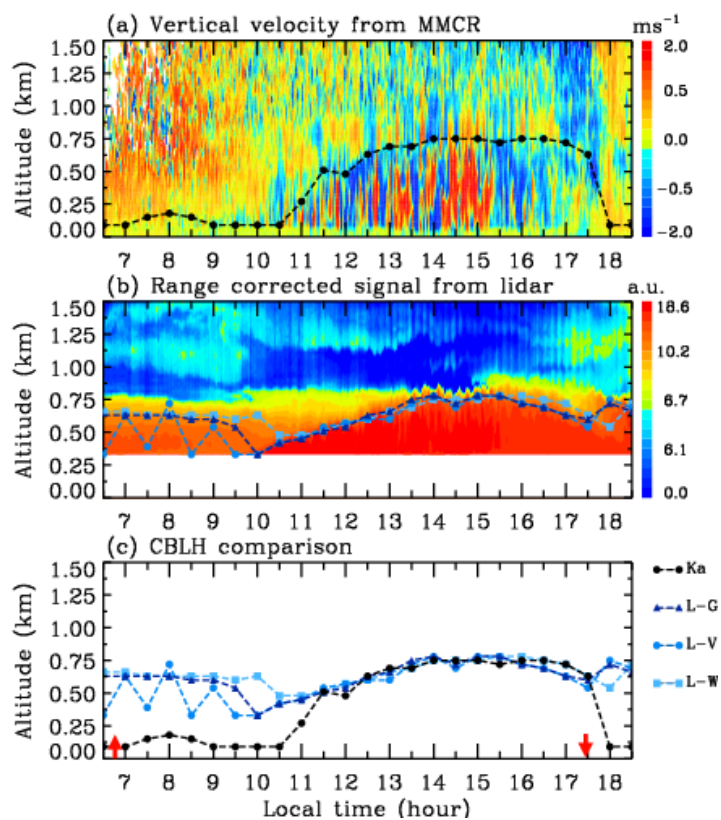 (a) Vertical velocity from MMCR ms⁻¹
1.50
1.25
1.00
0.75
0.50
0.25
0.00
Altitude (km)
2.0
1.0
0.0
−0.5
−1.0
−2.0
7 8 9 10 11 12 13 14 15 16 17 18
(b) Range corrected signal from lidar a.u.
1.50
1.25
1.00
0.75
0.50
0.25
0.00
Altitude (km)
18.6
10.2
6.7
6.1
0.0
7 8 9 10 11 12 13 14 15 16 17 18
(c) CBLH comparison
1.50
1.25
1.00
0.75
0.50
0.25
0.00
Altitude (km)
Ka
L−G
L−V
L−W
7 8 9 10 11 12 13 14 15 16 17 18
Local time (hour)